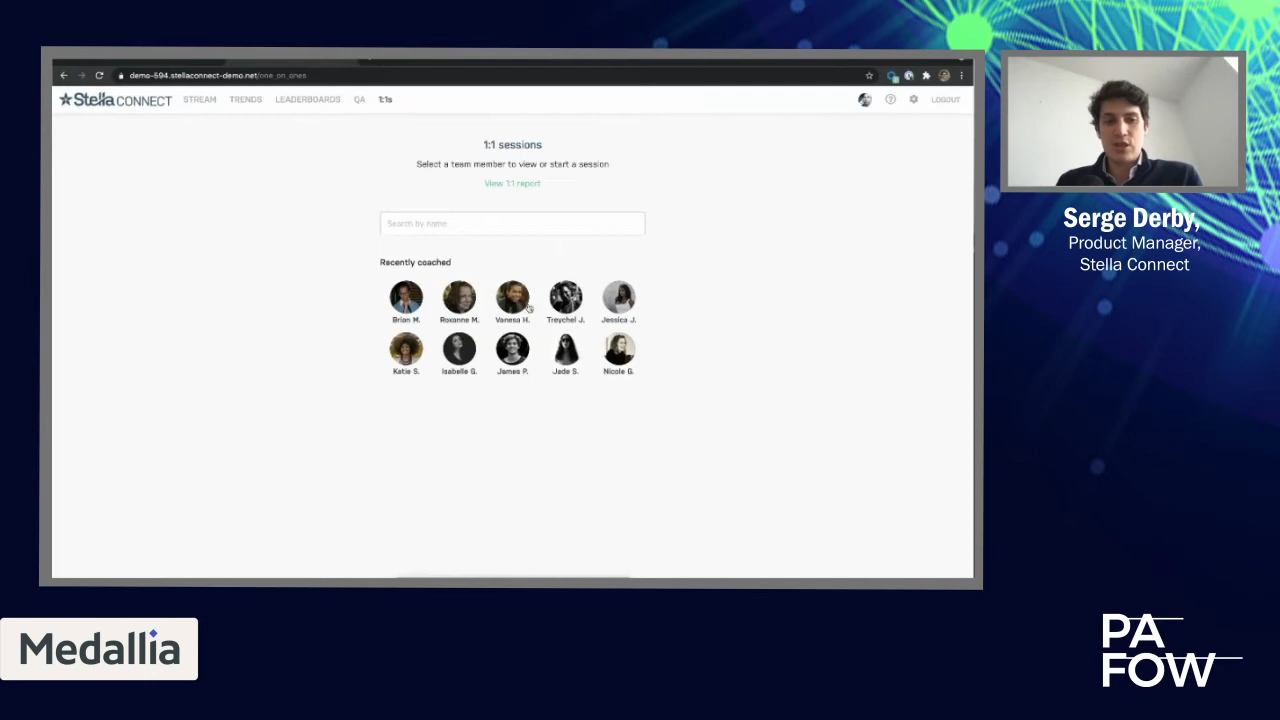 demo-594.stellaconnect-demo.net/one_on_ones
Stella CONNECT STREAM TRENDS LEADERBOARDS QA 1:1s LOGOUT
1:1 sessions
Select a team member to view or start a session
View 1:1 report
Search by name
Recently coached
Brian M. Roxanne M. Vanesa H. Treychel J. Jessica J.
Katie S. Isabelle G. James P. Jade S. Nicole G.
Serge Derby,
Product Manager,
Stella Connect
Medallia
PA
FOW